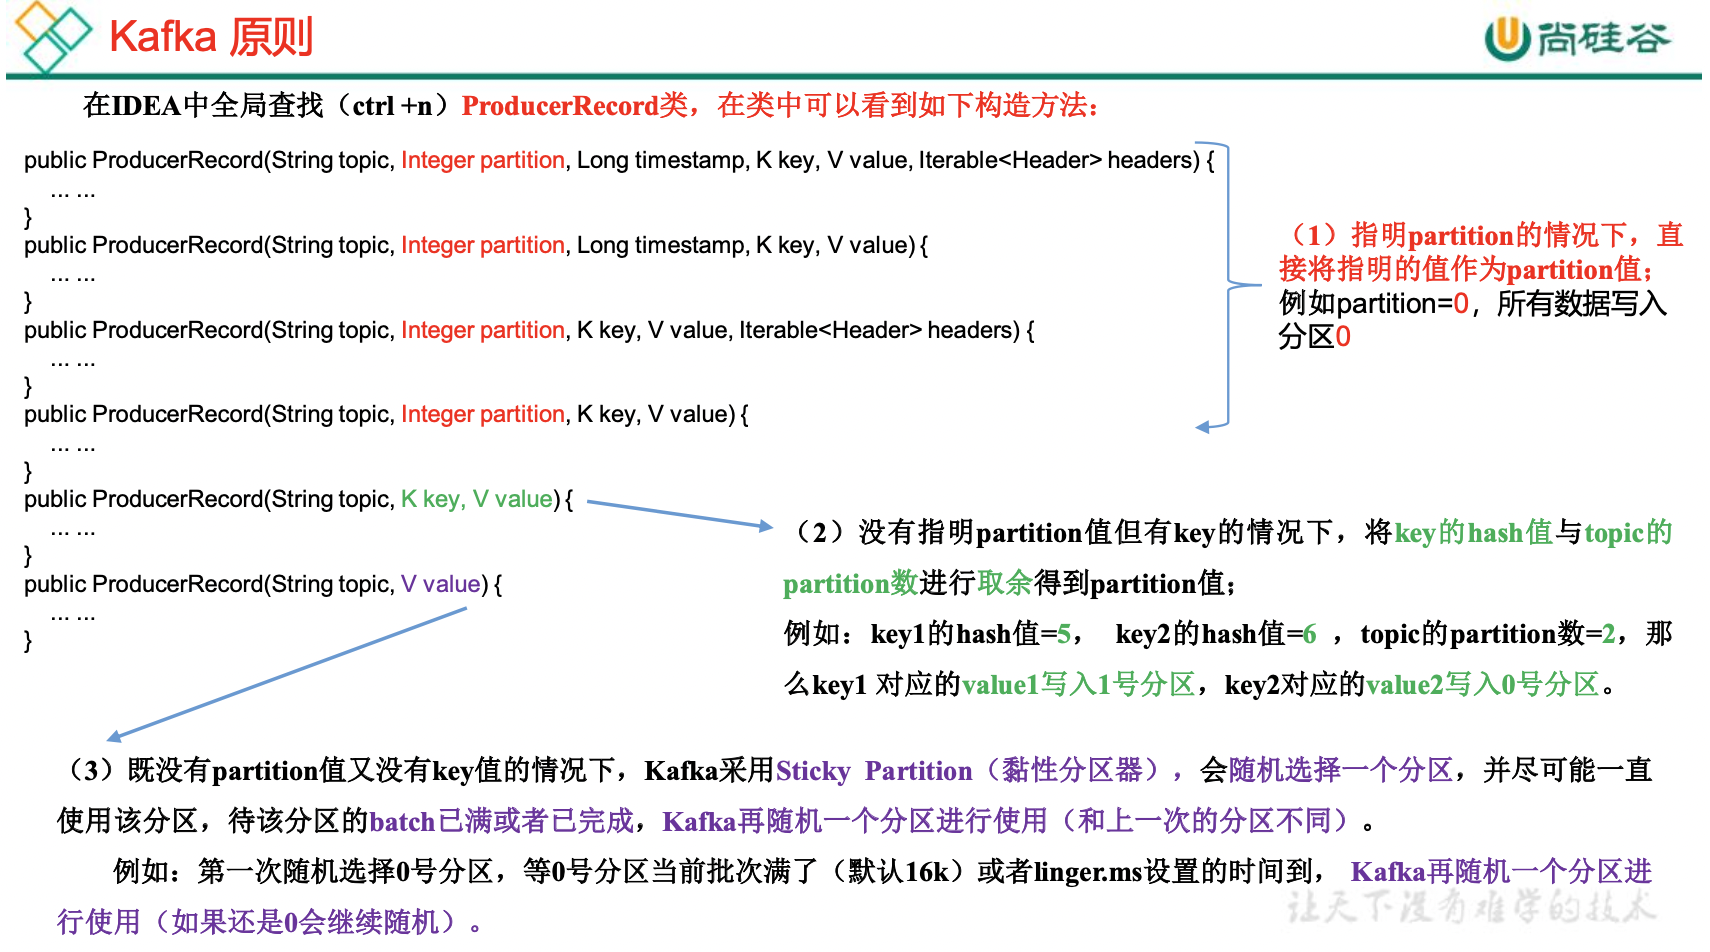 Kafka 原则
尚硅谷
在IDEA中全局查找（ctrl +n）ProducerRecord类，在类中可以看到如下构造方法：
public ProducerRecord(String topic, Integer partition, Long timestamp, K key, V value, Iterable<Header> headers) {
... ...
}
public ProducerRecord(String topic, Integer partition, Long timestamp, K key, V value) {
... ...
}
public ProducerRecord(String topic, Integer partition, K key, V value, Iterable<Header> headers) {
... ...
}
public ProducerRecord(String topic, Integer partition, K key, V value) {
... ...
}
public ProducerRecord(String topic, K key, V value) {
... ...
}
public ProducerRecord(String topic, V value) {
... ...
}
（1）指明partition的情况下，直
接将指明的值作为partition值；
例如partition=0，所有数据写入
分区0
（2）没有指明partition值但有key的情况下，将key的hash值与topic的
partition数进行取余得到partition值；
例如：key1的hash值=5， key2的hash值=6 ，topic的partition数=2，那
么key1 对应的value1写入1号分区，key2对应的value2写入0号分区。
（3）既没有partition值又没有key值的情况下，Kafka采用Sticky Partition（黏性分区器），会随机选择一个分区，并尽可能一直
使用该分区，待该分区的batch已满或者已完成，Kafka再随机一个分区进行使用（和上一次的分区不同）。
例如：第一次随机选择0号分区，等0号分区当前批次满了（默认16k）或者linger.ms设置的时间到， Kafka再随机一个分区进
行使用（如果还是0会继续随机）。
让天下没有难学的技术